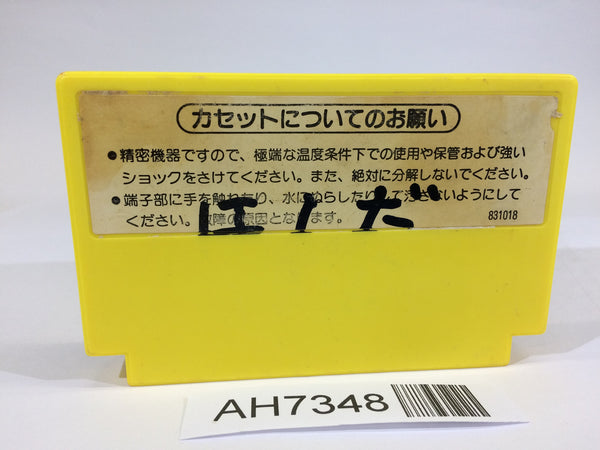 カセットについてのお願い
●精密機器ですので、極端な温度条件下での使用や保管および強い
ショックをさけてください。また、絶対に分解しないでください。
●端子部に手を触れたり、水にぬらしたり、 汚さないようにして
ください。故障の原因となります。
831018
AH7348